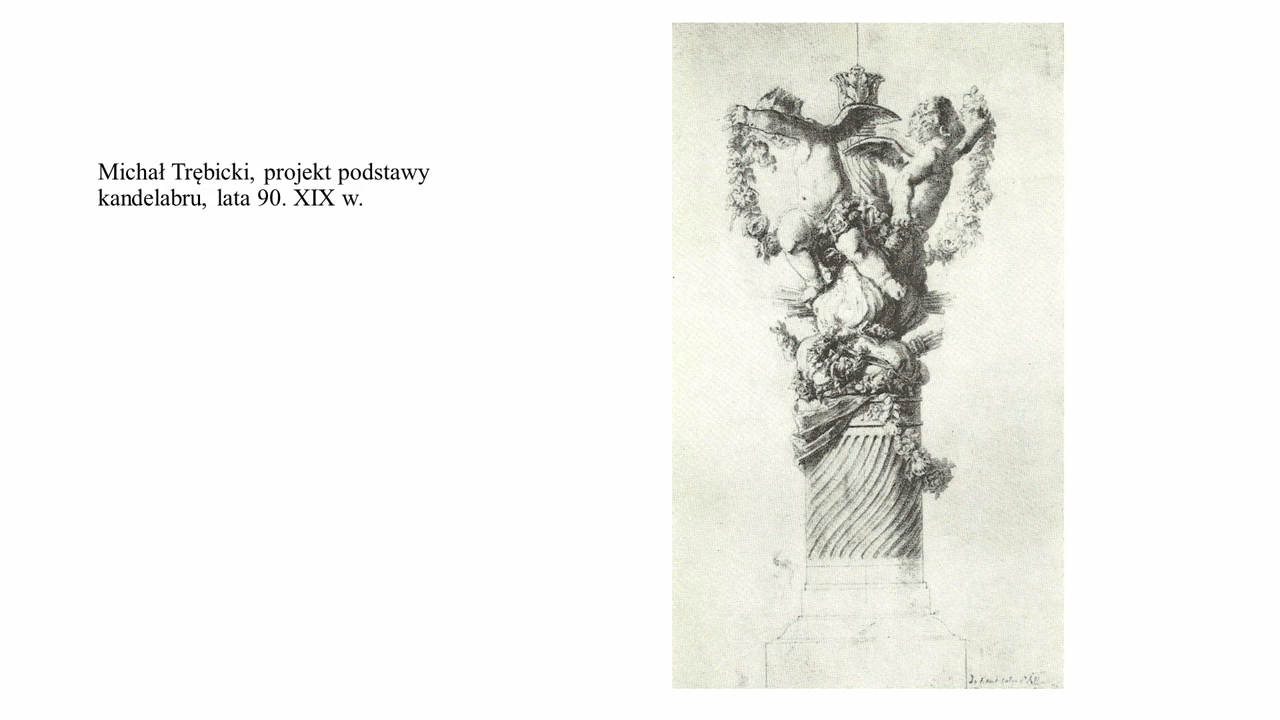 Michał Trębicki, projekt podstawy
kandelabru, lata 90. XIX w.